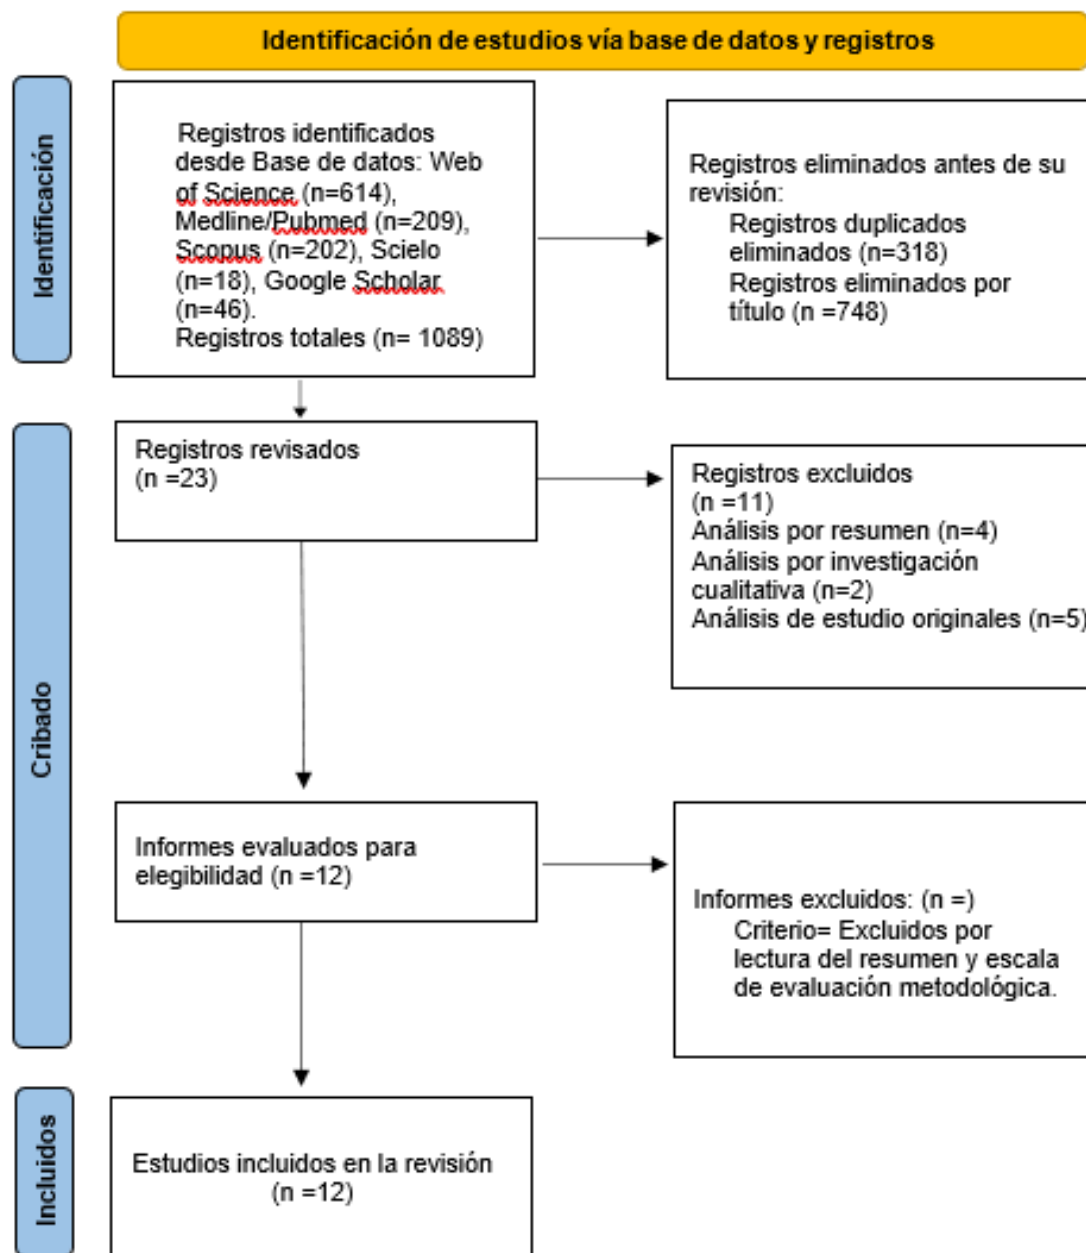 Identificación de estudios vía base de datos y registros
Identificación
Registros identificados
desde Base de datos: Web
of Science (n=614),
Medline/Pubmed (n=209),
Scopus (n=202), Scielo
(n=18), Google Scholar
(n=46).
Registros totales (n= 1089)
Registros eliminados antes de su
revisión:
Registros duplicados
eliminados (n=318)
Registros eliminados por
título (n =748)
Cribado
Registros revisados
(n =23)
Registros excluidos
(n =11)
Análisis por resumen (n=4)
Análisis por investigación
cualitativa (n=2)
Análisis de estudio originales (n=5)
Informes evaluados para
elegibilidad (n =12)
Informes excluidos: (n =)
Criterio= Excluidos por
lectura del resumen y escala
de evaluación metodológica.
Incluidos
Estudios incluidos en la revisión
(n =12)